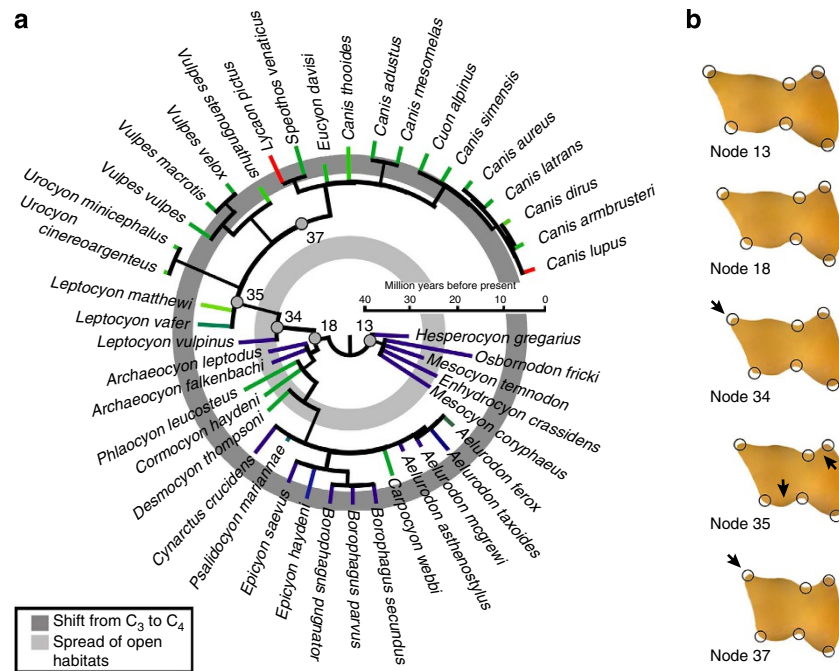 a
b
Urocyon
cinereoargenteus
Urocyon minicephalus
Vulpes vulpes
Vulpes macrotis
Vulpes velox
Vulpes stenognathus
Lycaon pictus
Speothos venaticus
Eucyon davisi
Canis thooides
Canis adustus
Canis mesomelas
Cuon alpinus
Canis simensis
Canis aureus
Canis latrans
Canis dirus
Canis armbrusteri
Canis lupus
37
35
34
18
13
Million years before present
40 30 20 10 0
Leptocyon matthewi
Leptocyon vafer
Leptocyon vulpinus
Archaeocyon leptodus
Archaeocyon falkenbachi
Phlaocyon leucosteus
Cormocyon haydeni
Desmocyon thompsoni
Cynarctus crucidens
Psalidocyon mariannae
Epicyon saevus
Epicyon haydeni
Borophagus pugnator
Borophagus parvus
Borophagus secundus
Carpocyon webbi
Aelurodon asthenostylus
Aelurodon mcgrewi
Aelurodon taxoides
Aelurodon ferox
Mesocyon coryphaeus
Enhydrocyon crassidens
Mesocyon temnodon
Osbornodon fricki
Hesperocyon gregarius
Shift from C3 to C4
Spread of open
habitats
Node 13
Node 18
Node 34
Node 35
Node 37